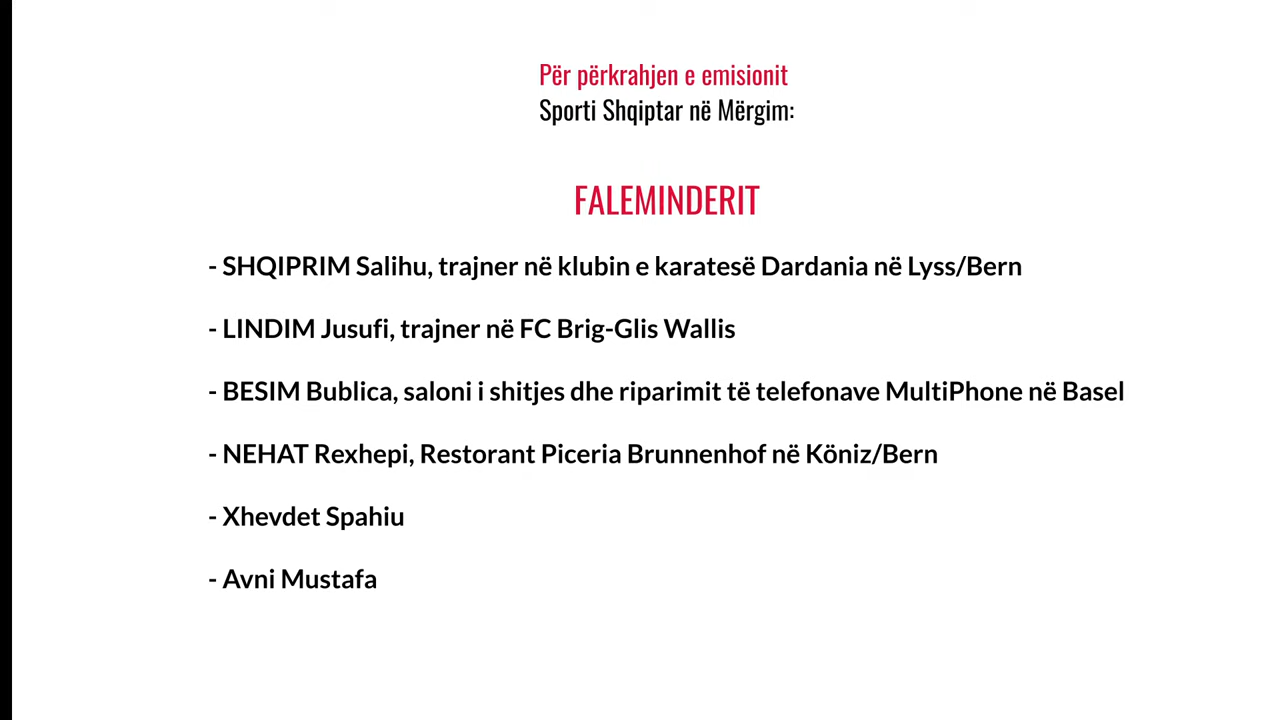 Për përkrahjen e emisionit
Sporti Shqiptar në Mërgim:
FALEMINDERIT
- SHQIPRIM Salihu, trajner në klubin e karatesë Dardania në Lyss/Bern
- LINDIM Jusufi, trajner në FC Brig-Glis Wallis
- BESIM Bublica, saloni i shitjes dhe riparimit të telefonave MultiPhone në Basel
- NEHAT Rexhepi, Restorant Piceria Brunnenhof në Köniz/Bern
- Xhevdet Spahiu
- Avni Mustafa